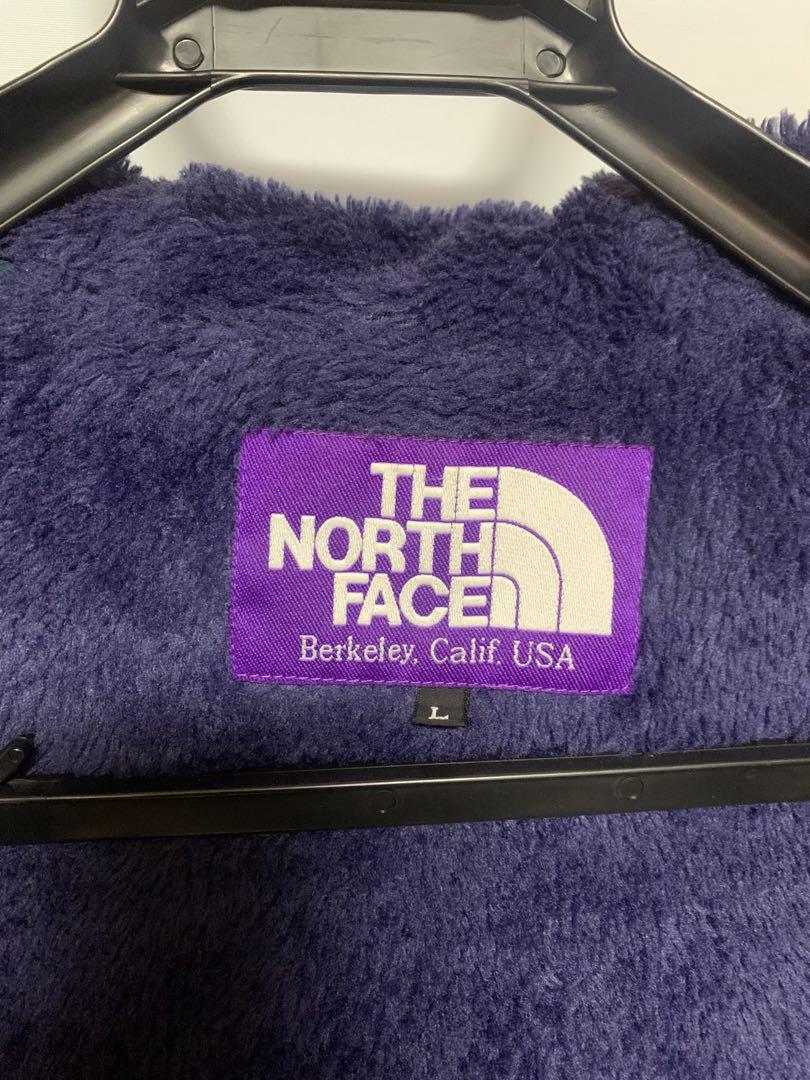 THE
NORTH
FACE
Berkeley, Calif. USA
L